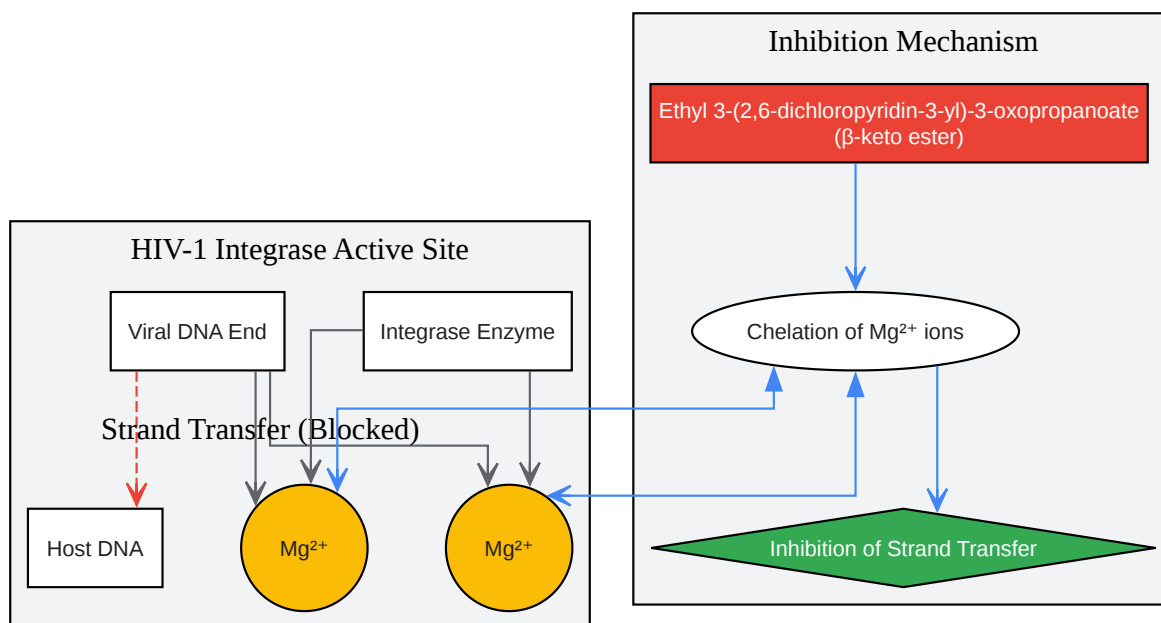 Inhibition Mechanism
Ethyl 3-(2,6-dichloropyridin-3-yl)-3-oxopropanoate
(β-keto ester)
HIV-1 Integrase Active Site
Viral DNA End
Integrase Enzyme
Chelation of Mg²⁺ ions
Strand Transfer (Blocked)
Host DNA
Mg²⁺
Mg²⁺
Inhibition of Strand Transfer